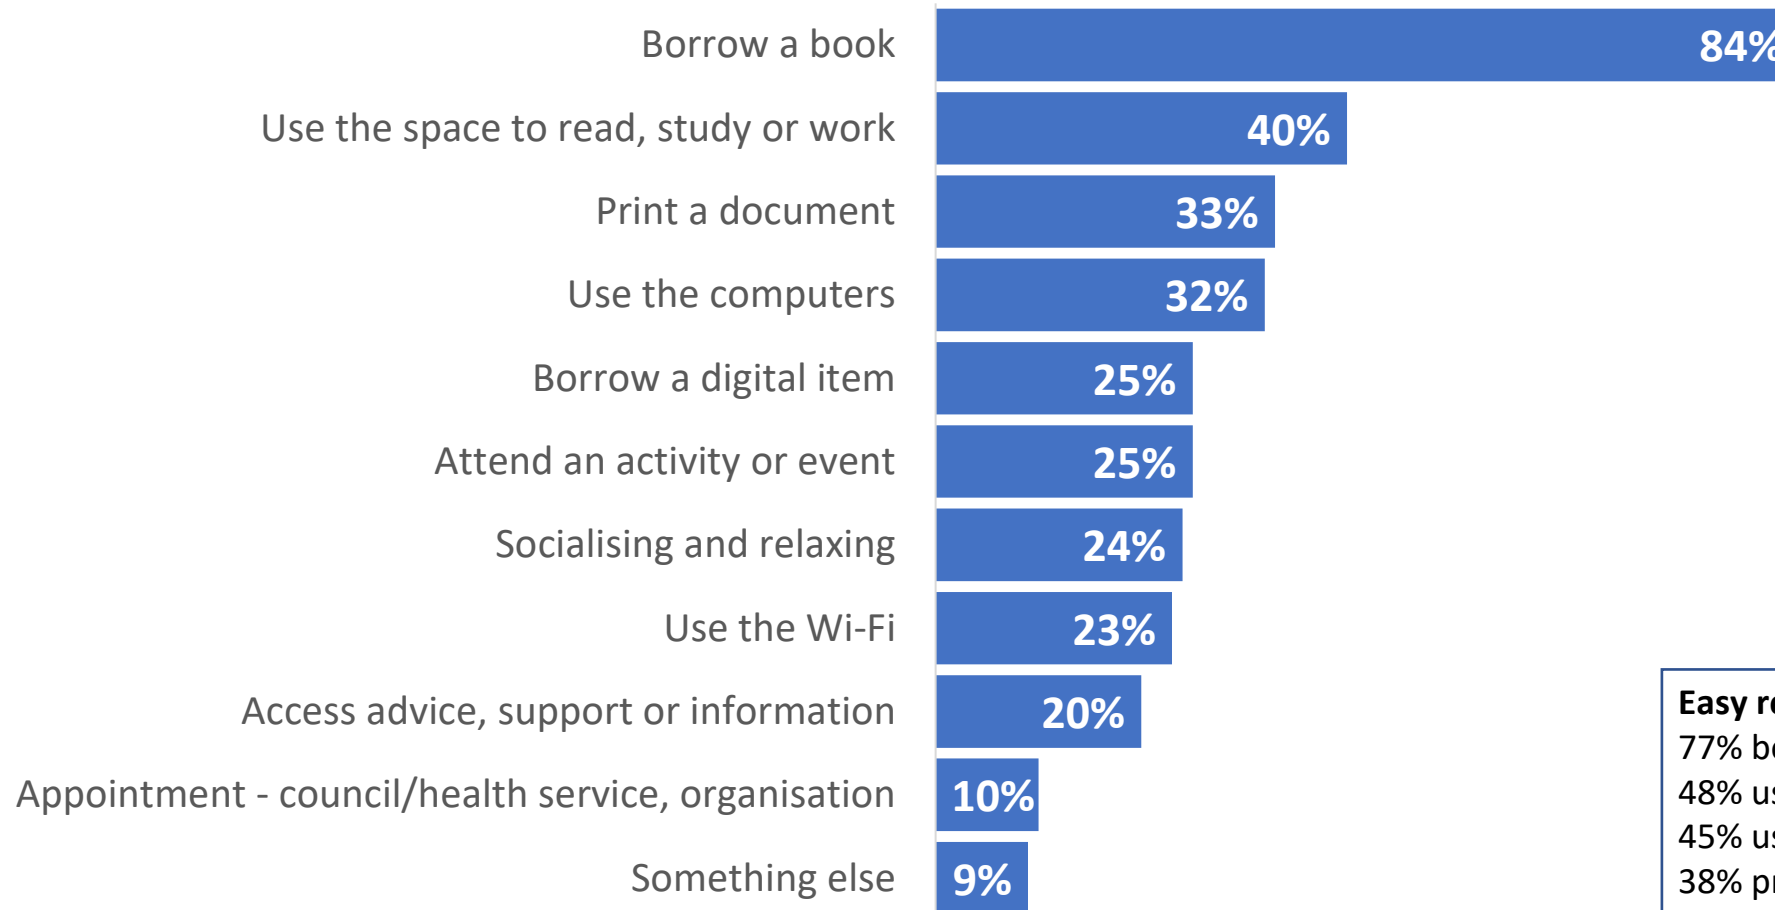 Borrow a book 84%
Use the space to read, study or work 40%
Print a document 33%
Use the computers 32%
Borrow a digital item 25%
Attend an activity or event 25%
Socialising and relaxing 24%
Use the Wi-Fi 23%
Access advice, support or information 20%
Appointment - council/health service, organisation 10%
Something else 9%
Easy
77%
48%
45%
38%